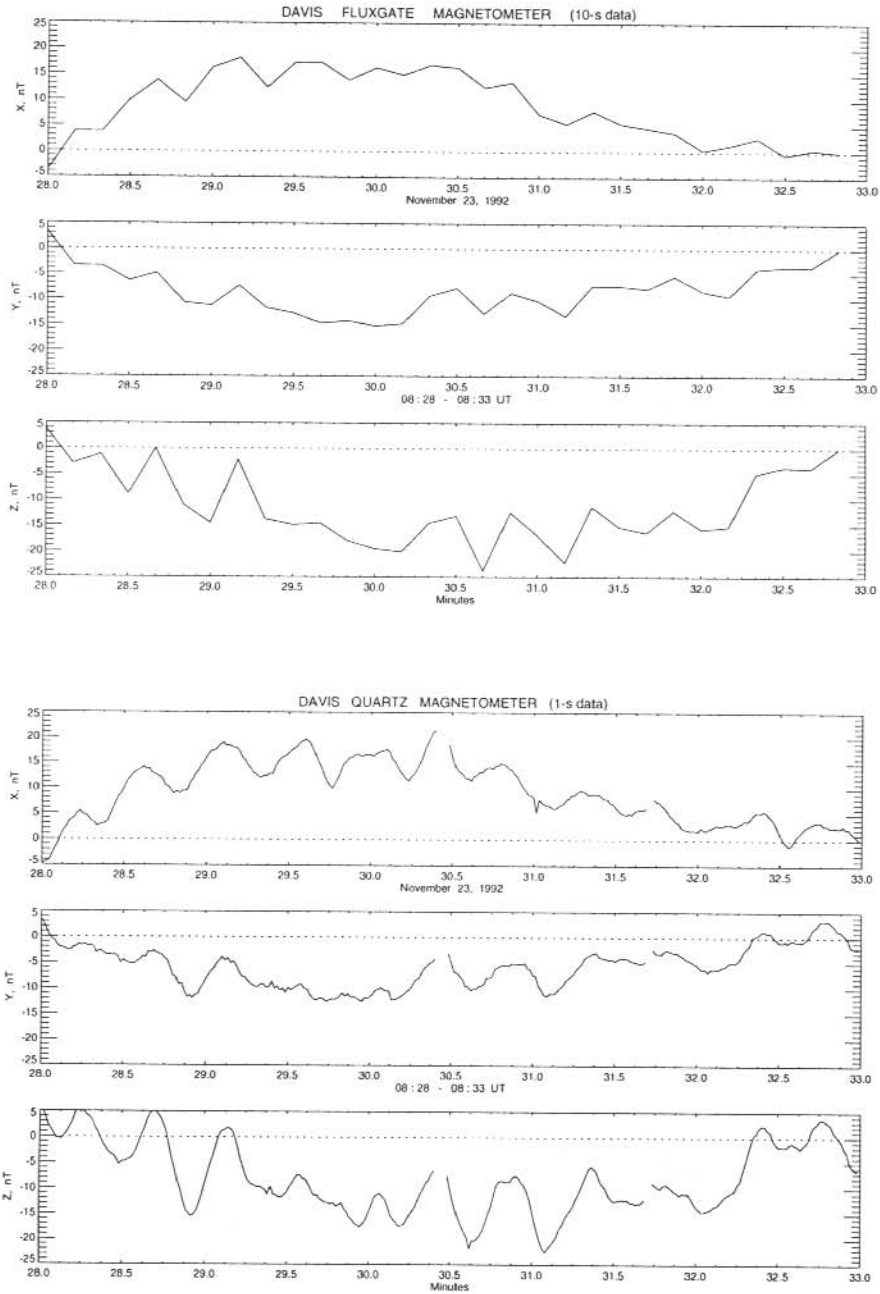 DAVIS FLUXGATE MAGNETOMETER (10-s data)
25
20
15
10
5
0
-5
X, nT
28.0 28.5 29.0 29.5 30.0 30.5 31.0 31.5 32.0 32.5 33.0
November 23, 1992
5
0
-5
-10
-15
-20
-25
Y, nT
28.0 28.5 29.0 29.5 30.0 30.5 31.0 31.5 32.0 32.5 33.0
08:28 - 08:33 UT
5
0
-5
-10
-15
-20
-25
Z, nT
28.0 28.5 29.0 29.5 30.0 30.5 31.0 31.5 32.0 32.5 33.0
Minutes
DAVIS QUARTZ MAGNETOMETER (1-s data)
25
20
15
10
5
0
-5
X, nT
28.0 28.5 29.0 29.5 30.0 30.5 31.0 31.5 32.0 32.5 33.0
November 23, 1992
5
0
-5
-10
-15
-20
-25
Y, nT
28.0 28.5 29.0 29.5 30.0 30.5 31.0 31.5 32.0 32.5 33.0
08:28 - 08:33 UT
5
0
-5
-10
-15
-20
-25
Z, nT
28.0 28.5 29.0 29.5 30.0 30.5 31.0 31.5 32.0 32.5 33.0
Minutes